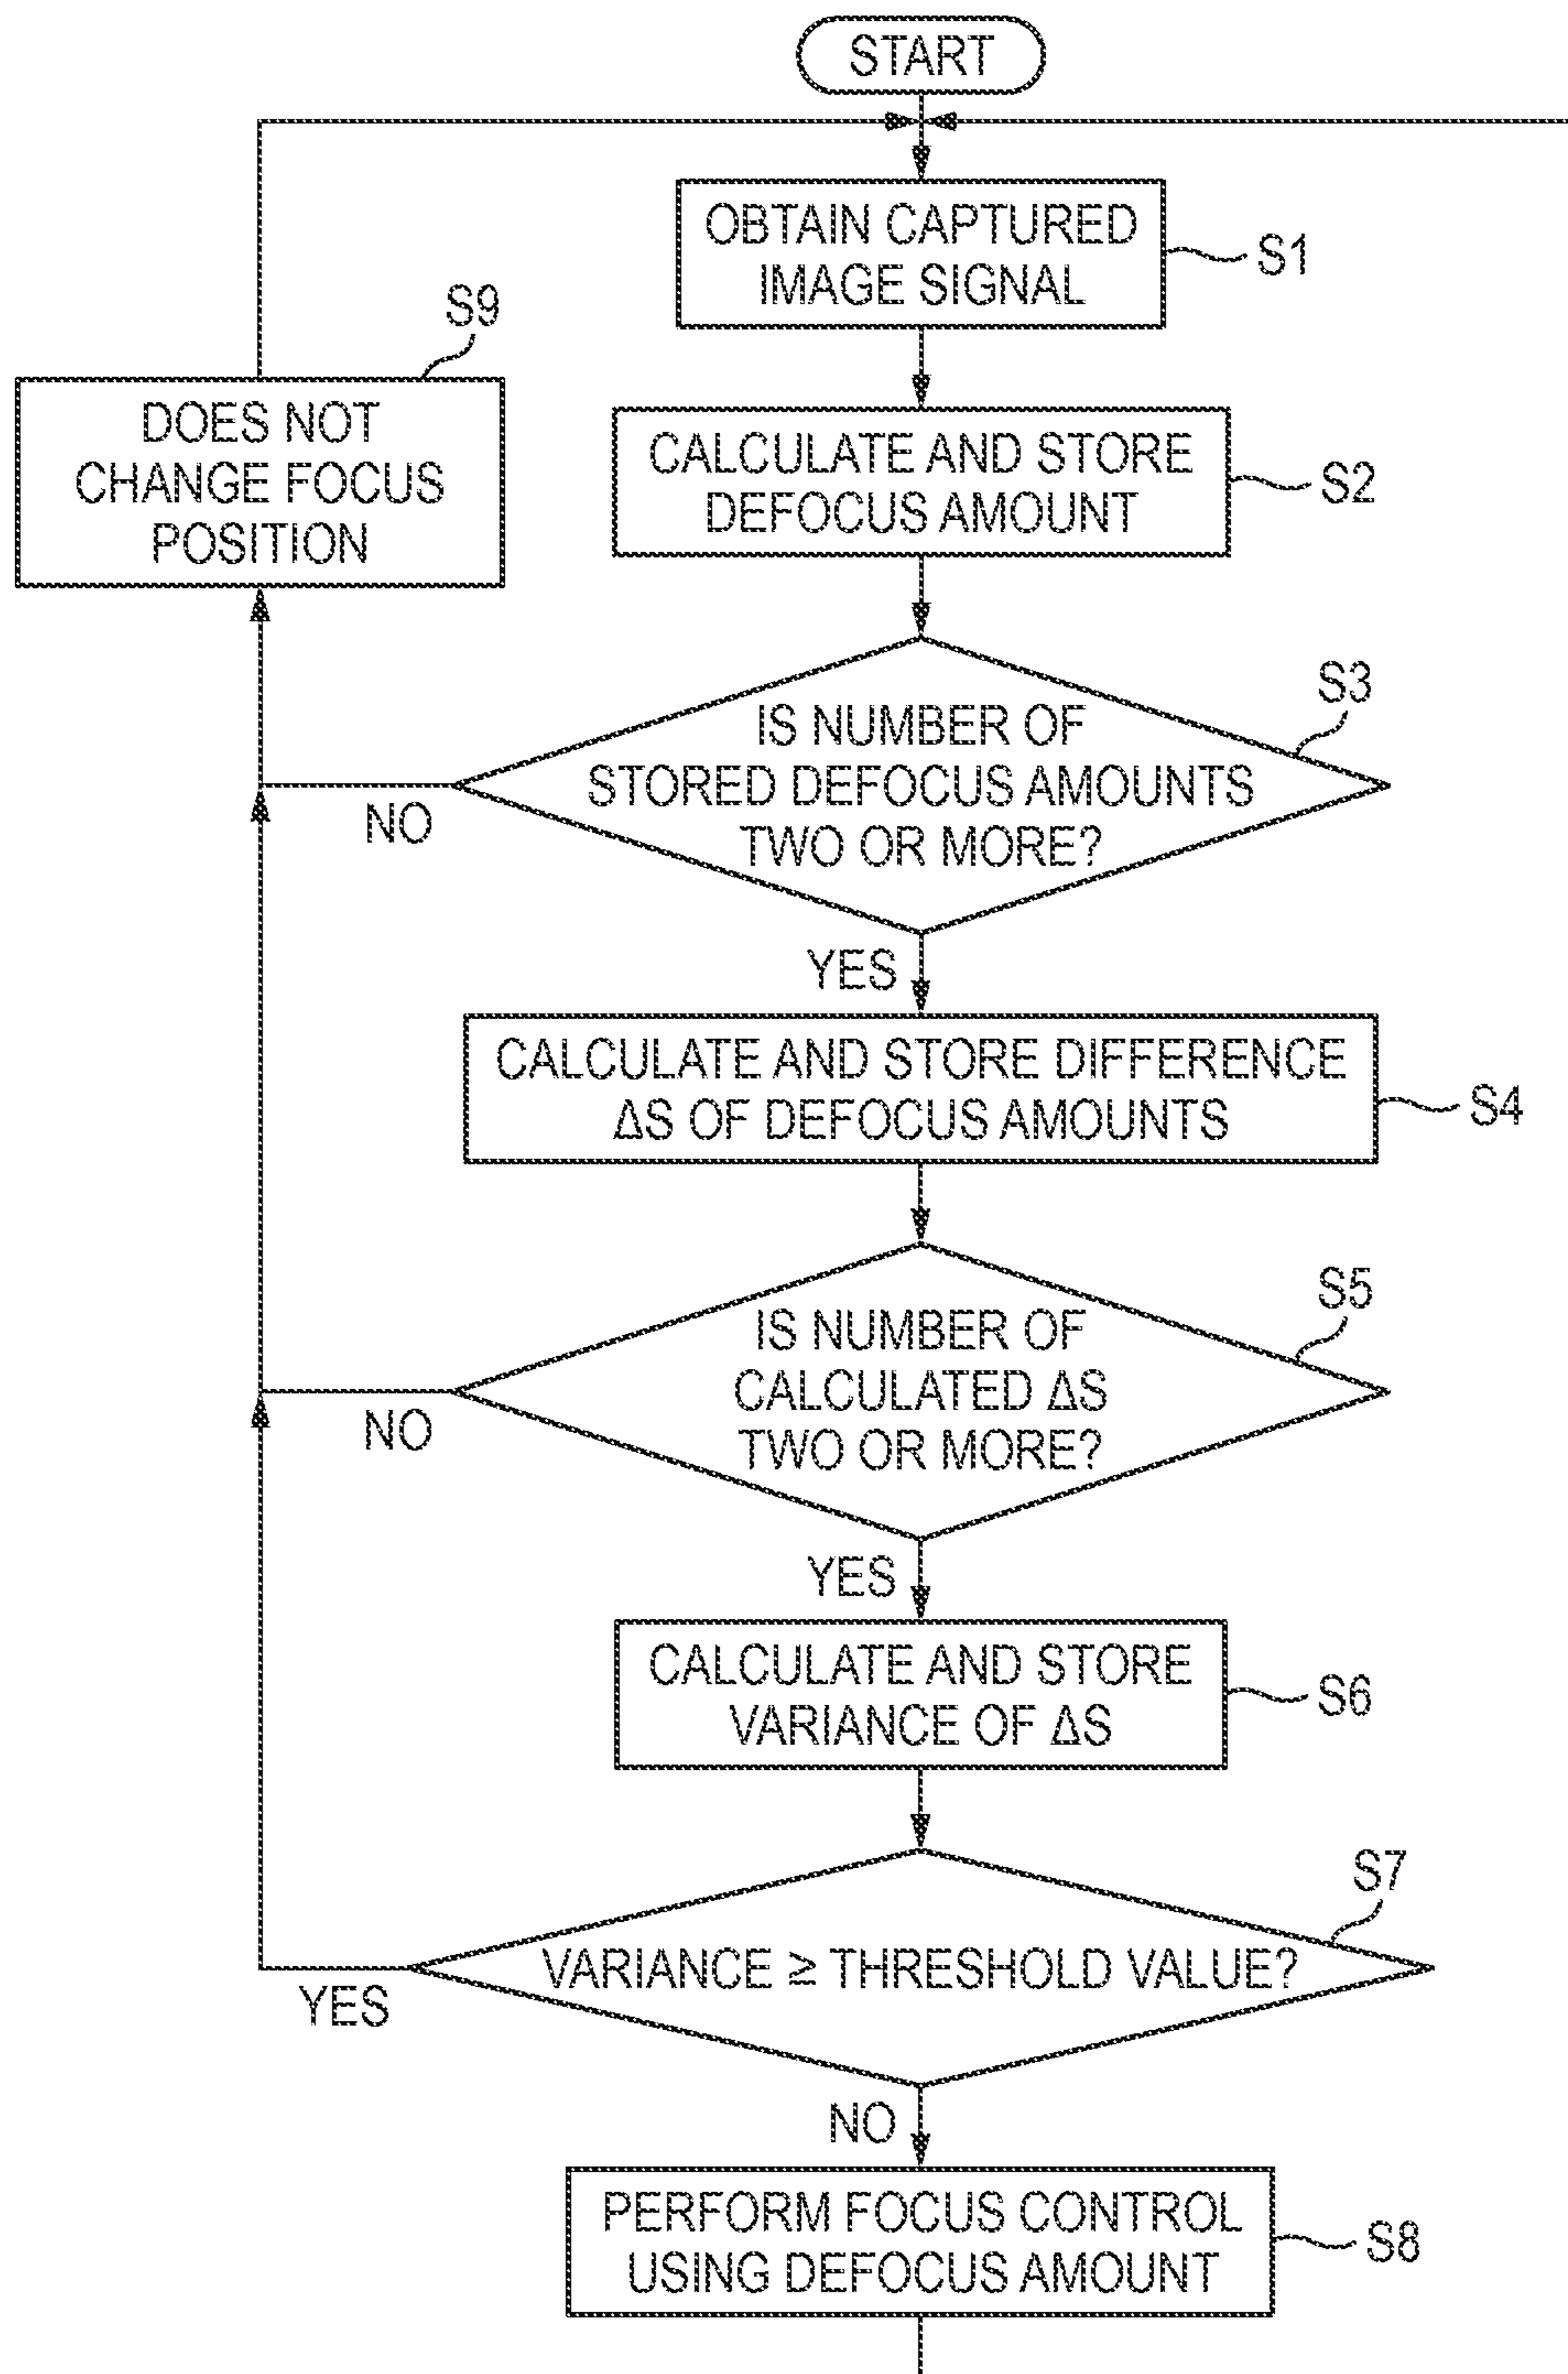 START
OBTAIN CAPTURED
IMAGE SIGNAL
S1
S9
DOES NOT
CHANGE FOCUS
POSITION
CALCULATE AND STORE
DEFOCUS AMOUNT
S2
S3
IS NUMBER OF
STORED DEFOCUS AMOUNTS
TWO OR MORE?
NO
YES
CALCULATE AND STORE DIFFERENCE
ΔS OF DEFOCUS AMOUNTS
S4
S5
IS NUMBER OF
CALCULATED ΔS
TWO OR MORE?
NO
YES
CALCULATE AND STORE
VARIANCE OF ΔS
S6
S7
VARIANCE ≥ THRESHOLD VALUE?
YES
NO
PERFORM FOCUS CONTROL
USING DEFOCUS AMOUNT
S8